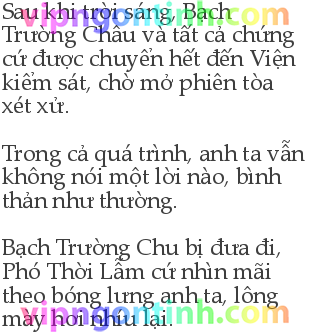 Sau khi trời sáng, Bạch
Trường Châu và tất cả chứng
cứ được chuyển hết đến Viện
kiểm sát, chờ mở phiên tòa
xét xử.
Trong cả quá trình, anh ta vẫn
không nói một lời nào, bình
thản như thường.
Bạch Trường Chu bị đưa đi,
Phó Thời Lẫm cứ nhìn mãi
theo bóng lưng anh ta, lông
mày hơi nhíu lại.
vipngontinh.com
vipngontinh.com